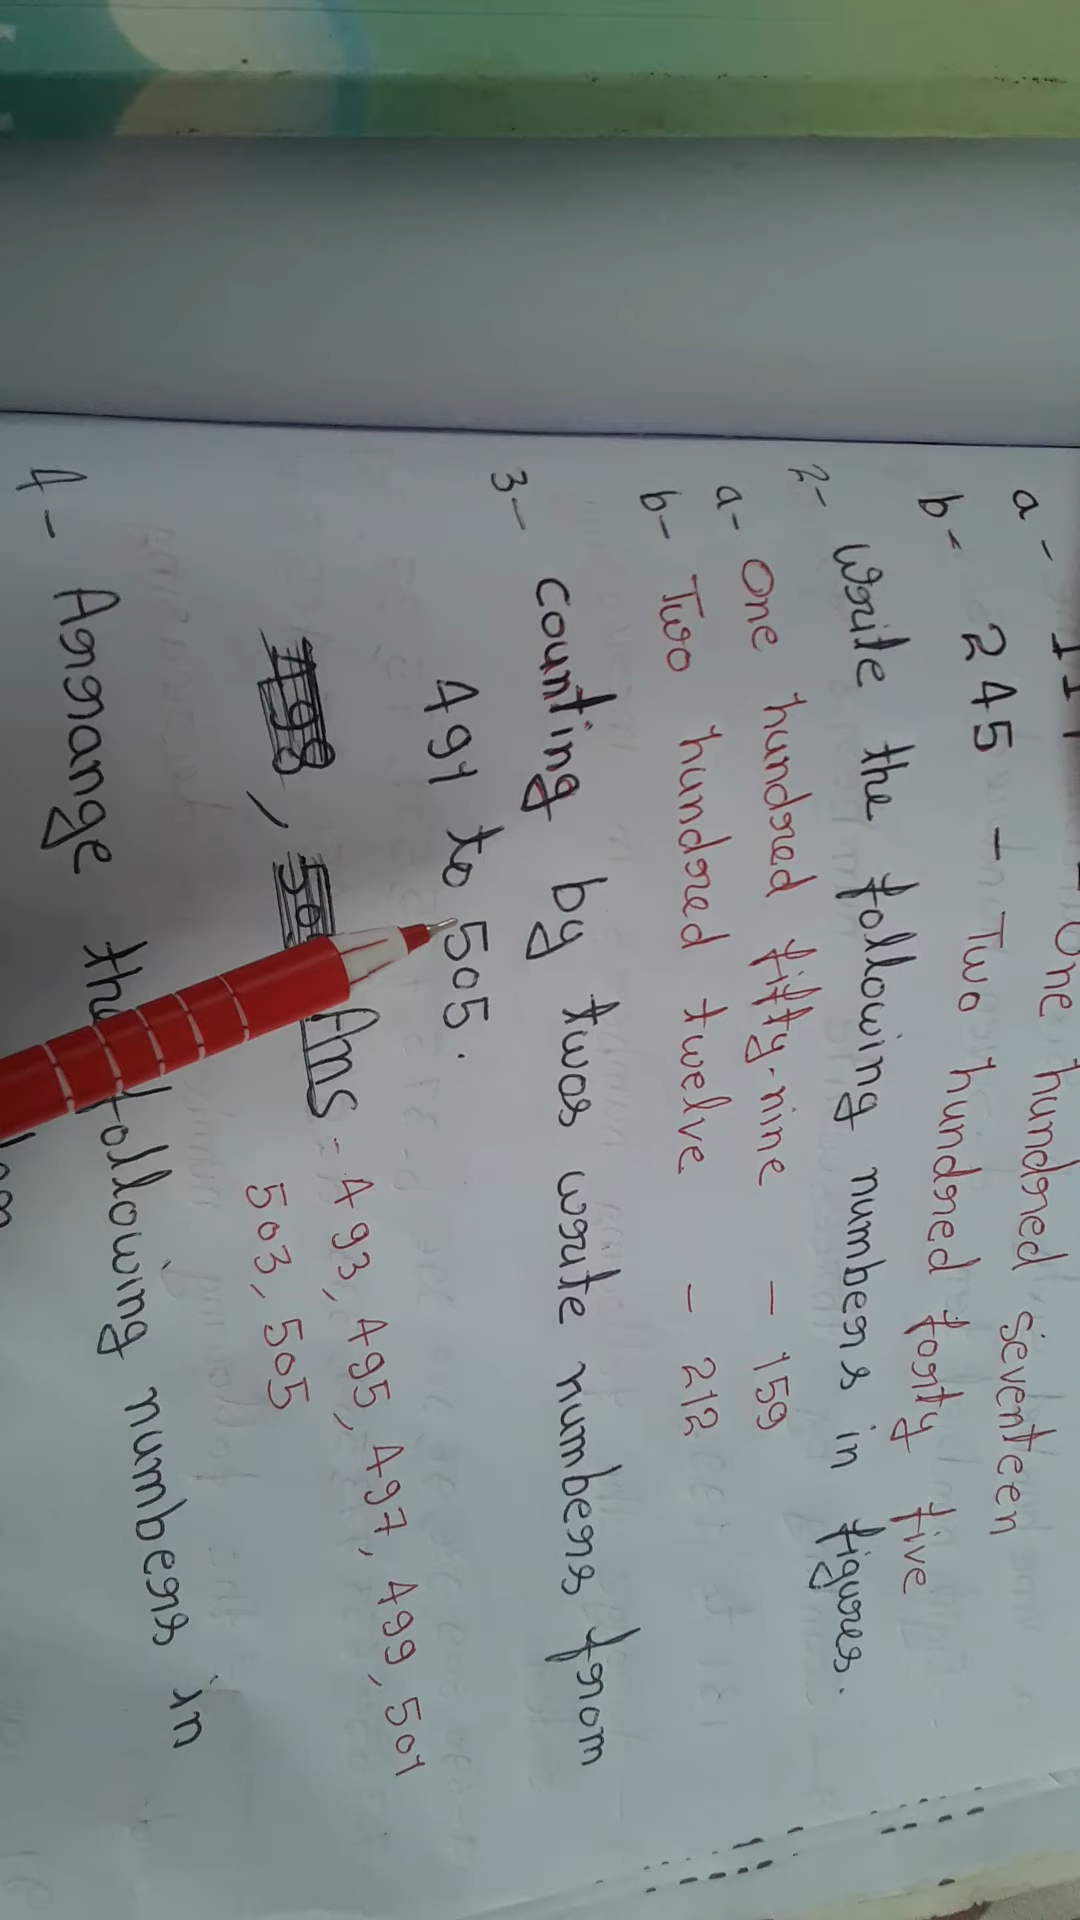 a - 117 - One hundred seventeen
b - 245 - Two hundred forty five
2- Write the following numbers in figures.
a- One hundred fifty-nine - 159
b- Two hundred twelve - 212
3- counting by twos write numbers from
491 to 505.
Ans = 493, 495, 497, 499, 501
503, 505
4- Arrange the following numbers in